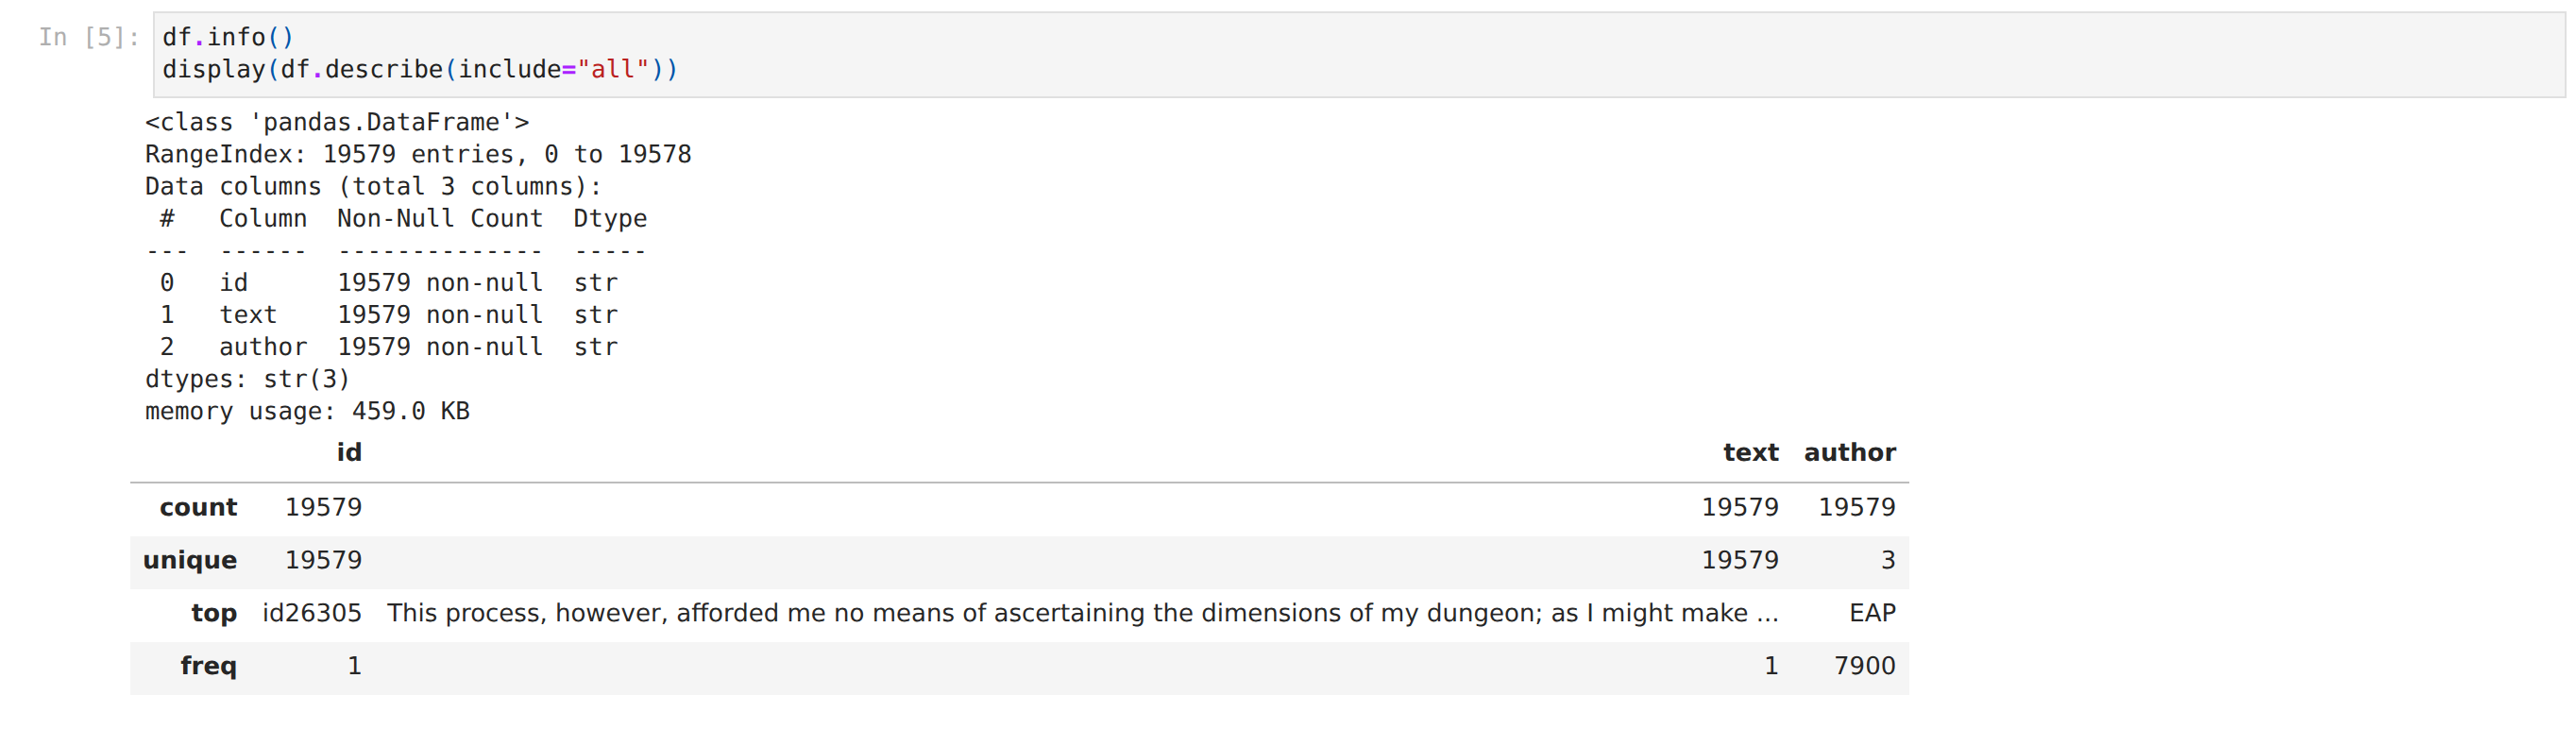 In [5]: df.info()
display(df.describe(include="all"))
<class 'pandas.DataFrame'>
RangeIndex: 19579 entries, 0 to 19578
Data columns (total 3 columns):
 #   Column  Non-Null Count  Dtype
---  ------  --------------  -----
 0   id      19579 non-null  str
 1   text    19579 non-null  str
 2   author  19579 non-null  str
dtypes: str(3)
memory usage: 459.0 KB
id text author
count 19579 19579 19579
unique 19579 19579 3
top id26305 This process, however, afforded me no means of ascertaining the dimensions of my dungeon; as I might make ... EAP
freq 1 1 7900